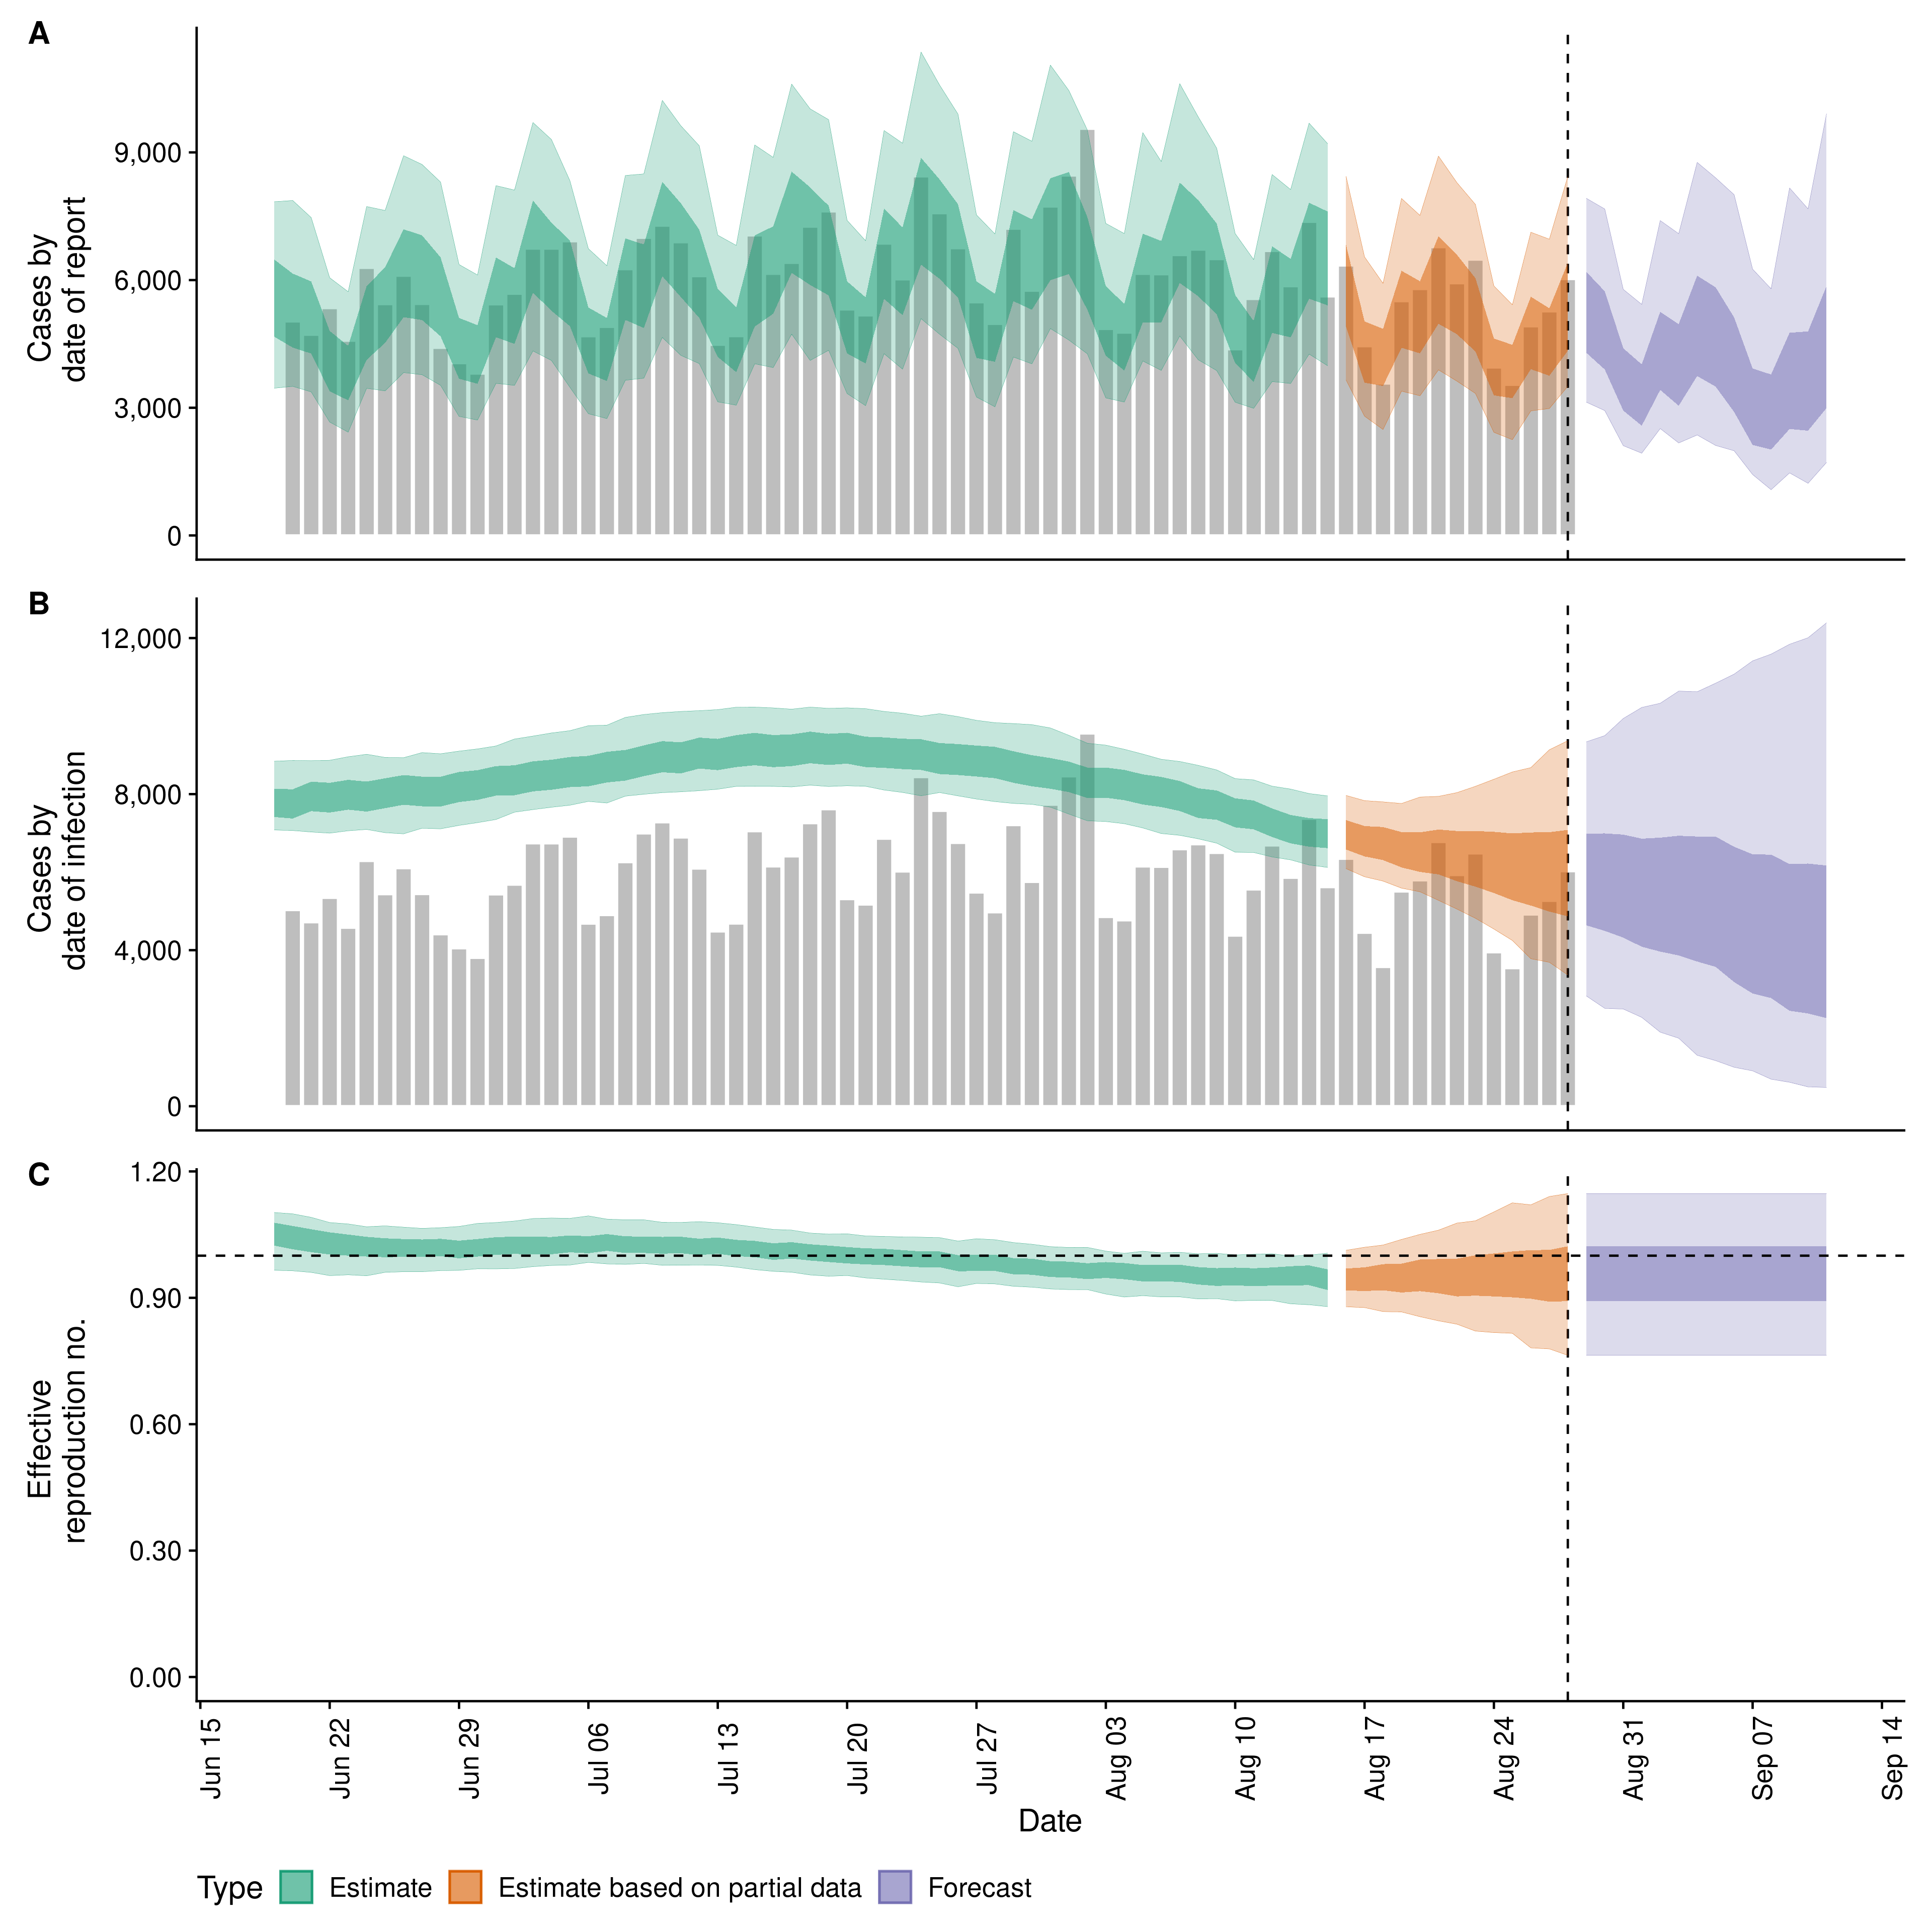 A
Cases by
date of report
9,000
6,000
3,000
0
B
Cases by
date of infection
12,000
8,000
4,000
0
C
Effective
reproduction no.
1.20
0.90
0.60
0.30
0.00
Jun 15
Jun 22
Jun 29
Jul 06
Jul 13
Jul 20
Jul 27
Aug 03
Aug 10
Aug 17
Aug 24
Aug 31
Sep 07
Sep 14
Date
Type Estimate Estimate based on partial data Forecast